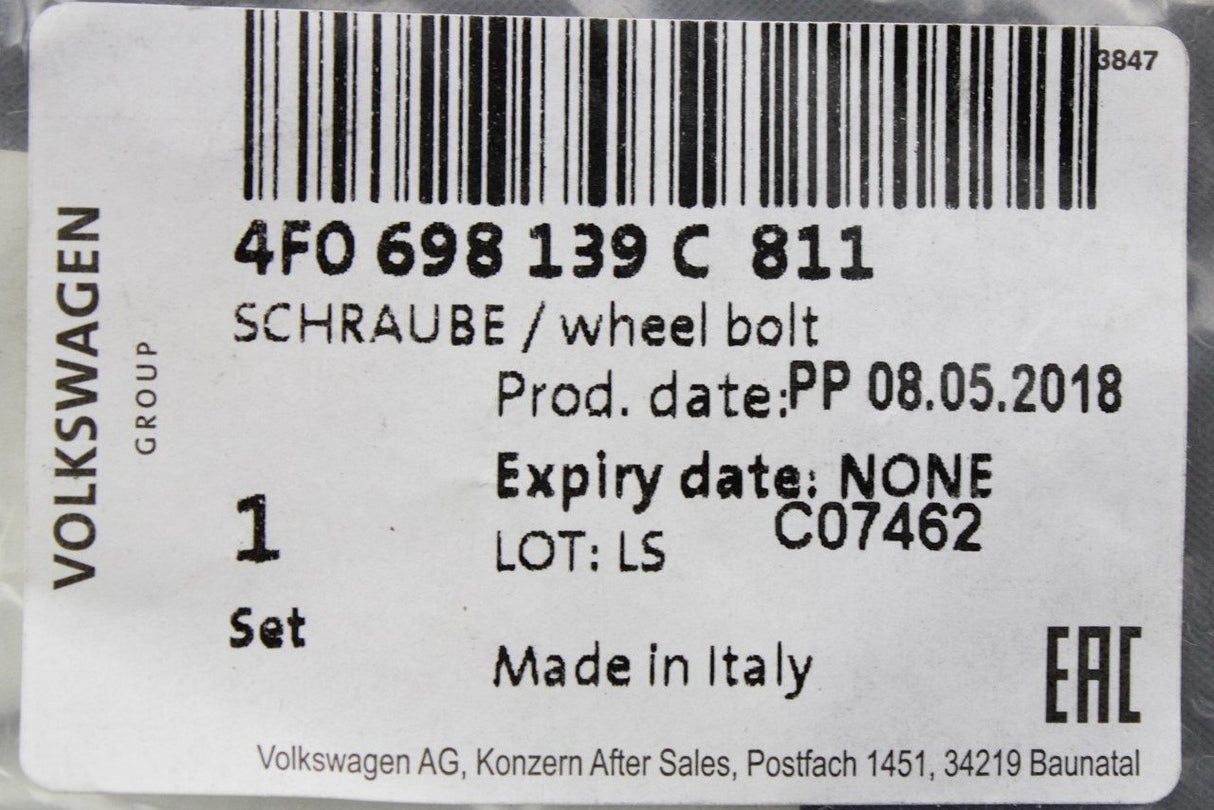 3847
VOLKSWAGEN
GROUP
4F0 698 139 C 811
SCHRAUBE / wheel bolt
Prod. date:PP 08.05.2018
Expiry date: NONE
1
LOT: LS C07462
Set
Made in Italy
EAC
Volkswagen AG, Konzern After Sales, Postfach 1451, 34219 Baunatal